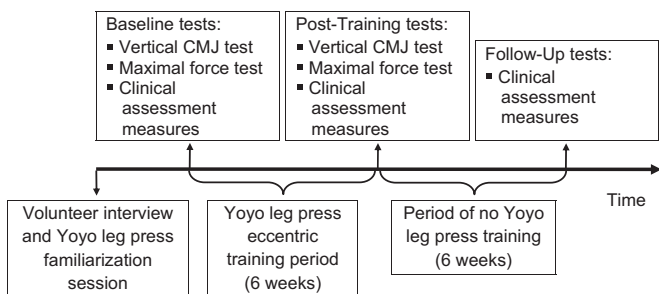 Baseline tests:
▪ Vertical CMJ test
▪ Maximal force test
▪ Clinical
assessment
measures
Post-Training tests:
▪ Vertical CMJ test
▪ Maximal force test
▪ Clinical
assessment
measures
Follow-Up tests:
▪ Clinical
assessment
measures
Time
Volunteer interview
and Yoyo leg press
familiarization
session
Yoyo leg press
eccentric
training period
(6 weeks)
Period of no Yoyo
leg press training
(6 weeks)